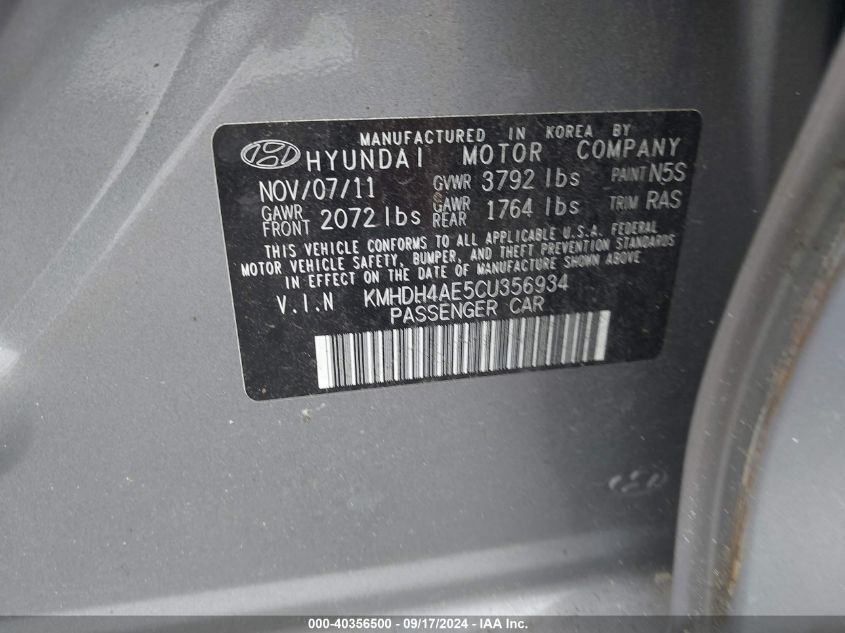 MANUFACTURED IN KOREA BY
HYUNDAI MOTOR COMPANY
NOV/07/11 GVWR 3792 lbs PAINT N5S
GAWR FRONT 2072 lbs GAWR REAR 1764 lbs TRIM RAS
THIS VEHICLE CONFORMS TO ALL APPLICABLE U.S.A. FEDERAL
MOTOR VEHICLE SAFETY, BUMPER, AND THEFT PREVENTION STANDARDS
IN EFFECT ON THE DATE OF MANUFACTURE SHOWN ABOVE.
V.I.N KMHDH4AE5CU356934
PASSENGER CAR
000-40356500 - 09/17/2024 - IAA Inc.